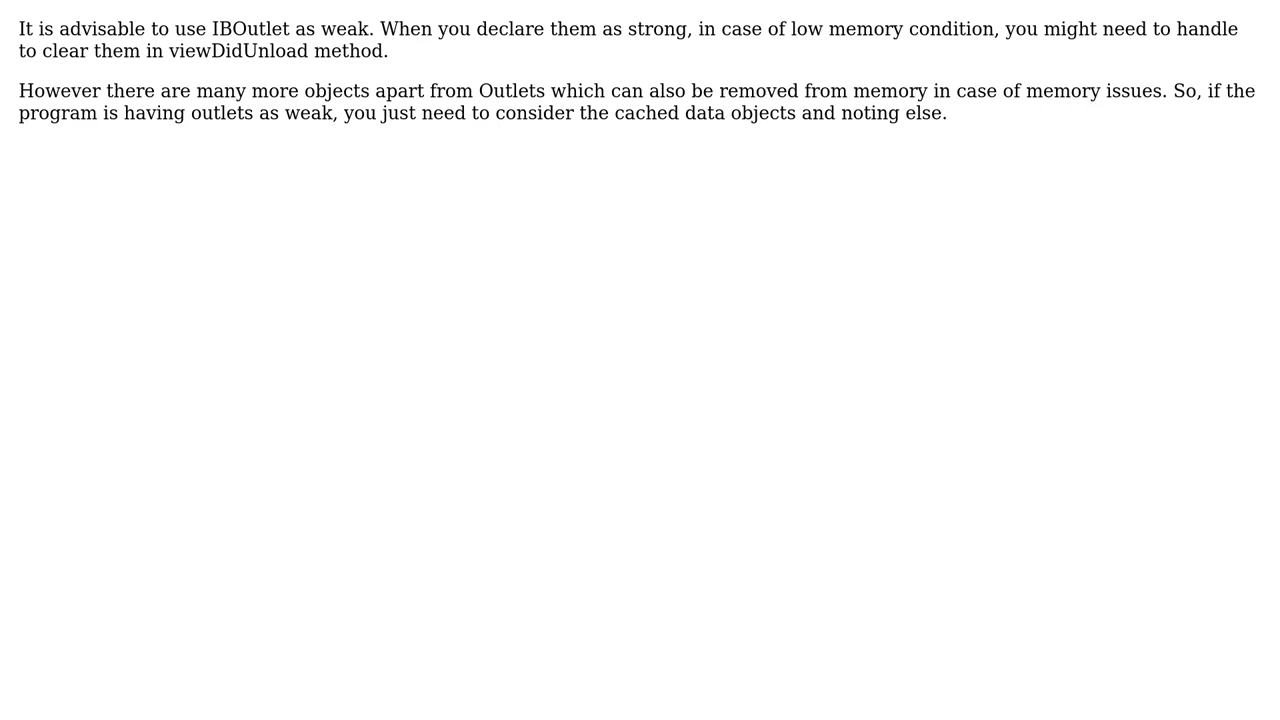 It is advisable to use IBOutlet as weak. When you declare them as strong, in case of low memory condition, you might need to handle
to clear them in viewDidUnload method.
However there are many more objects apart from Outlets which can also be removed from memory in case of memory issues. So, if the
program is having outlets as weak, you just need to consider the cached data objects and noting else.